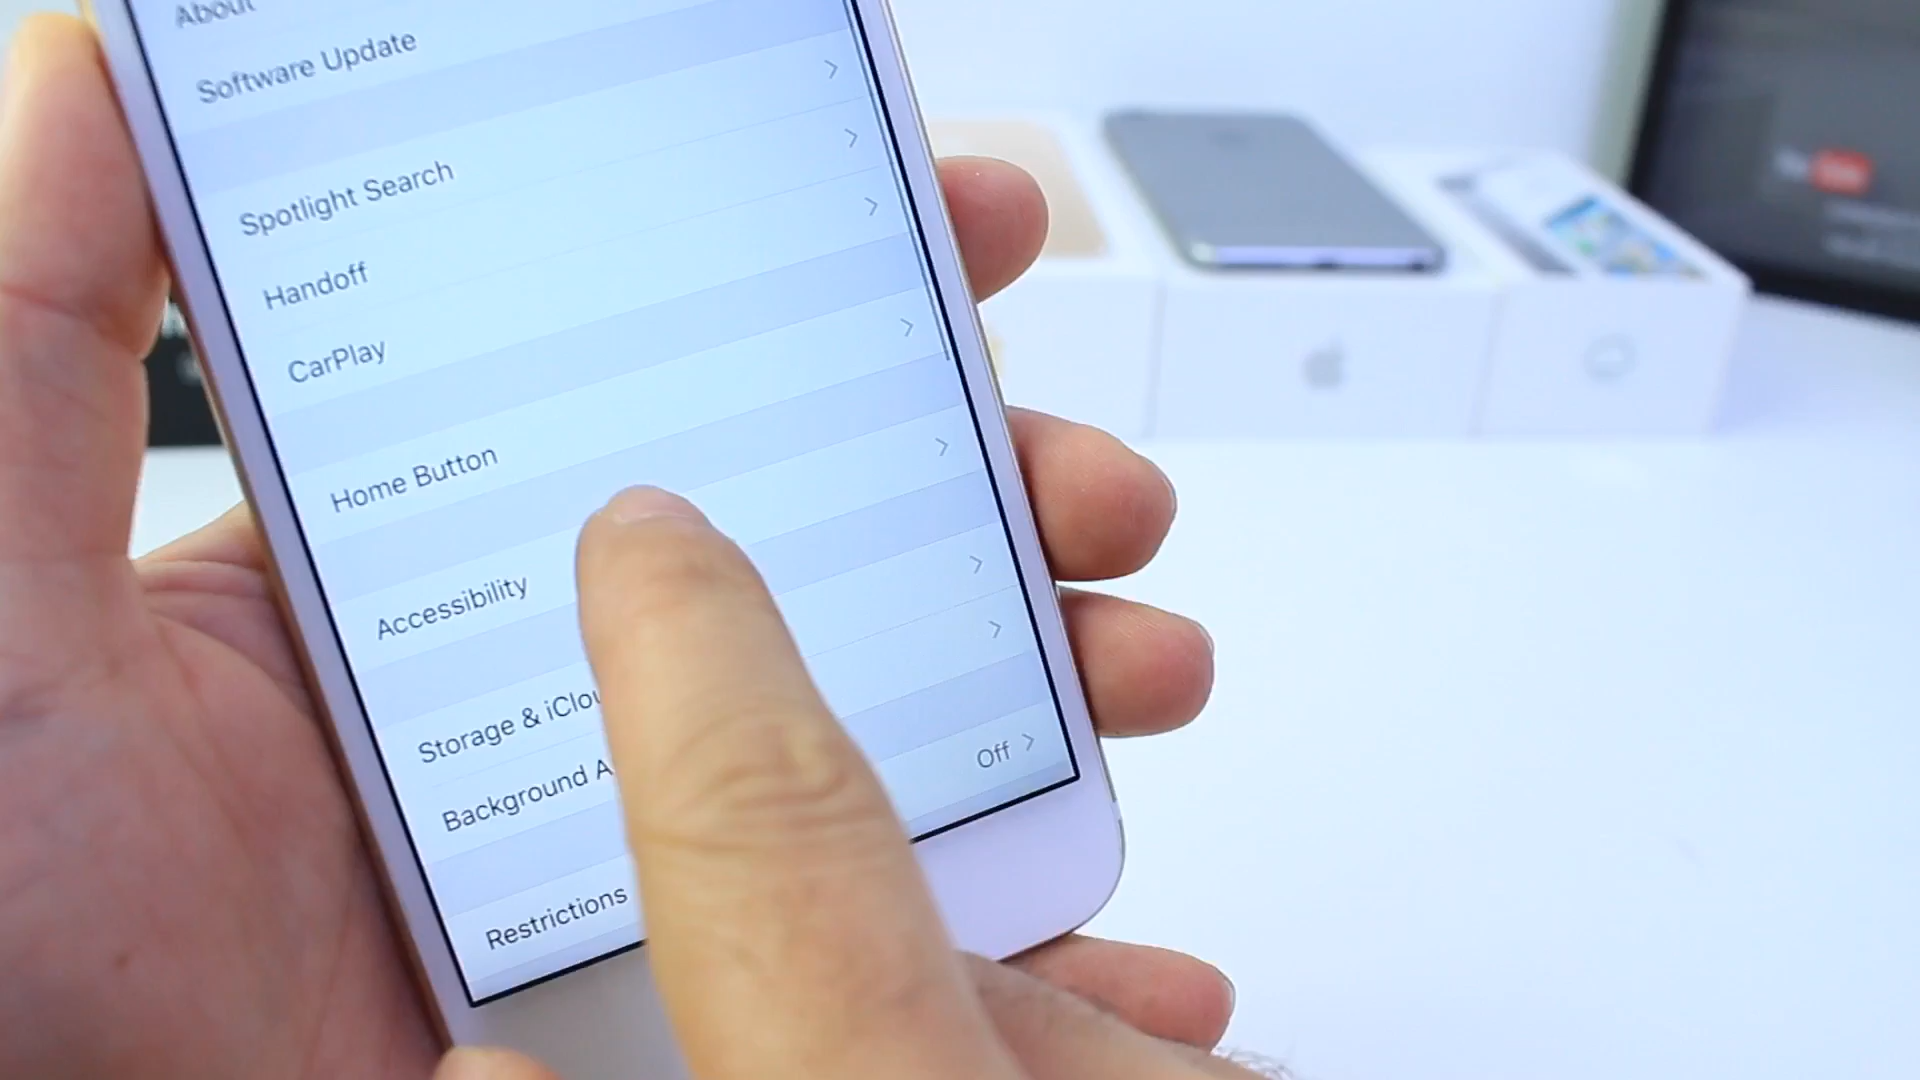 About
Software Update
Spotlight Search
Handoff
CarPlay
Home Button
Accessibility
Storage & iClou
Background A
Off
Restrictions